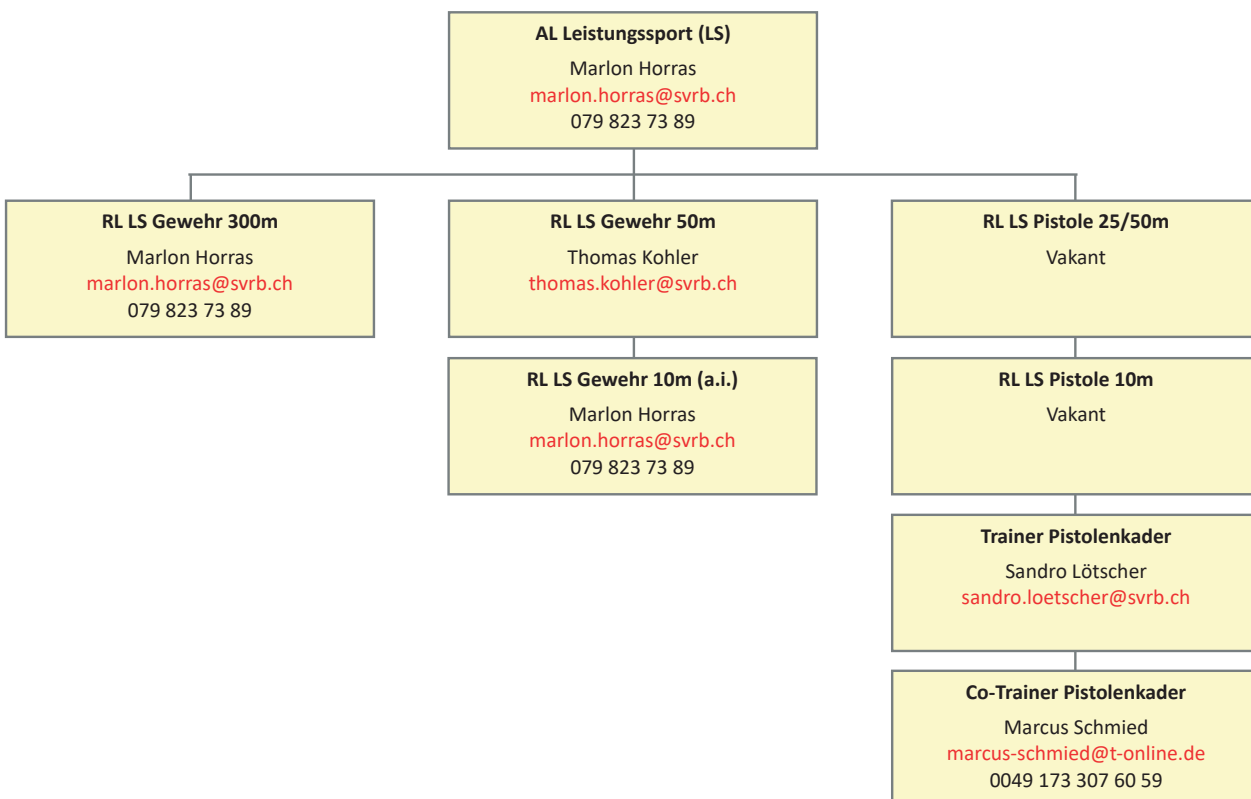 AL Leistungssport (LS)
Marlon Horras
marlon.horras@svrb.ch
079 823 73 89
RL LS Gewehr 300m
Marlon Horras
marlon.horras@svrb.ch
079 823 73 89
RL LS Gewehr 50m
Thomas Kohler
thomas.kohler@svrb.ch
RL LS Pistole 25/50m
Vakant
RL LS Gewehr 10m (a.i.)
Marlon Horras
marlon.horras@svrb.ch
079 823 73 89
RL LS Pistole 10m
Vakant
Trainer Pistolenkader
Sandro Lötscher
sandro.loetscher@svrb.ch
Co-Trainer Pistolenkader
Marcus Schmied
marcus-schmied@t-online.de
0049 173 307 60 59